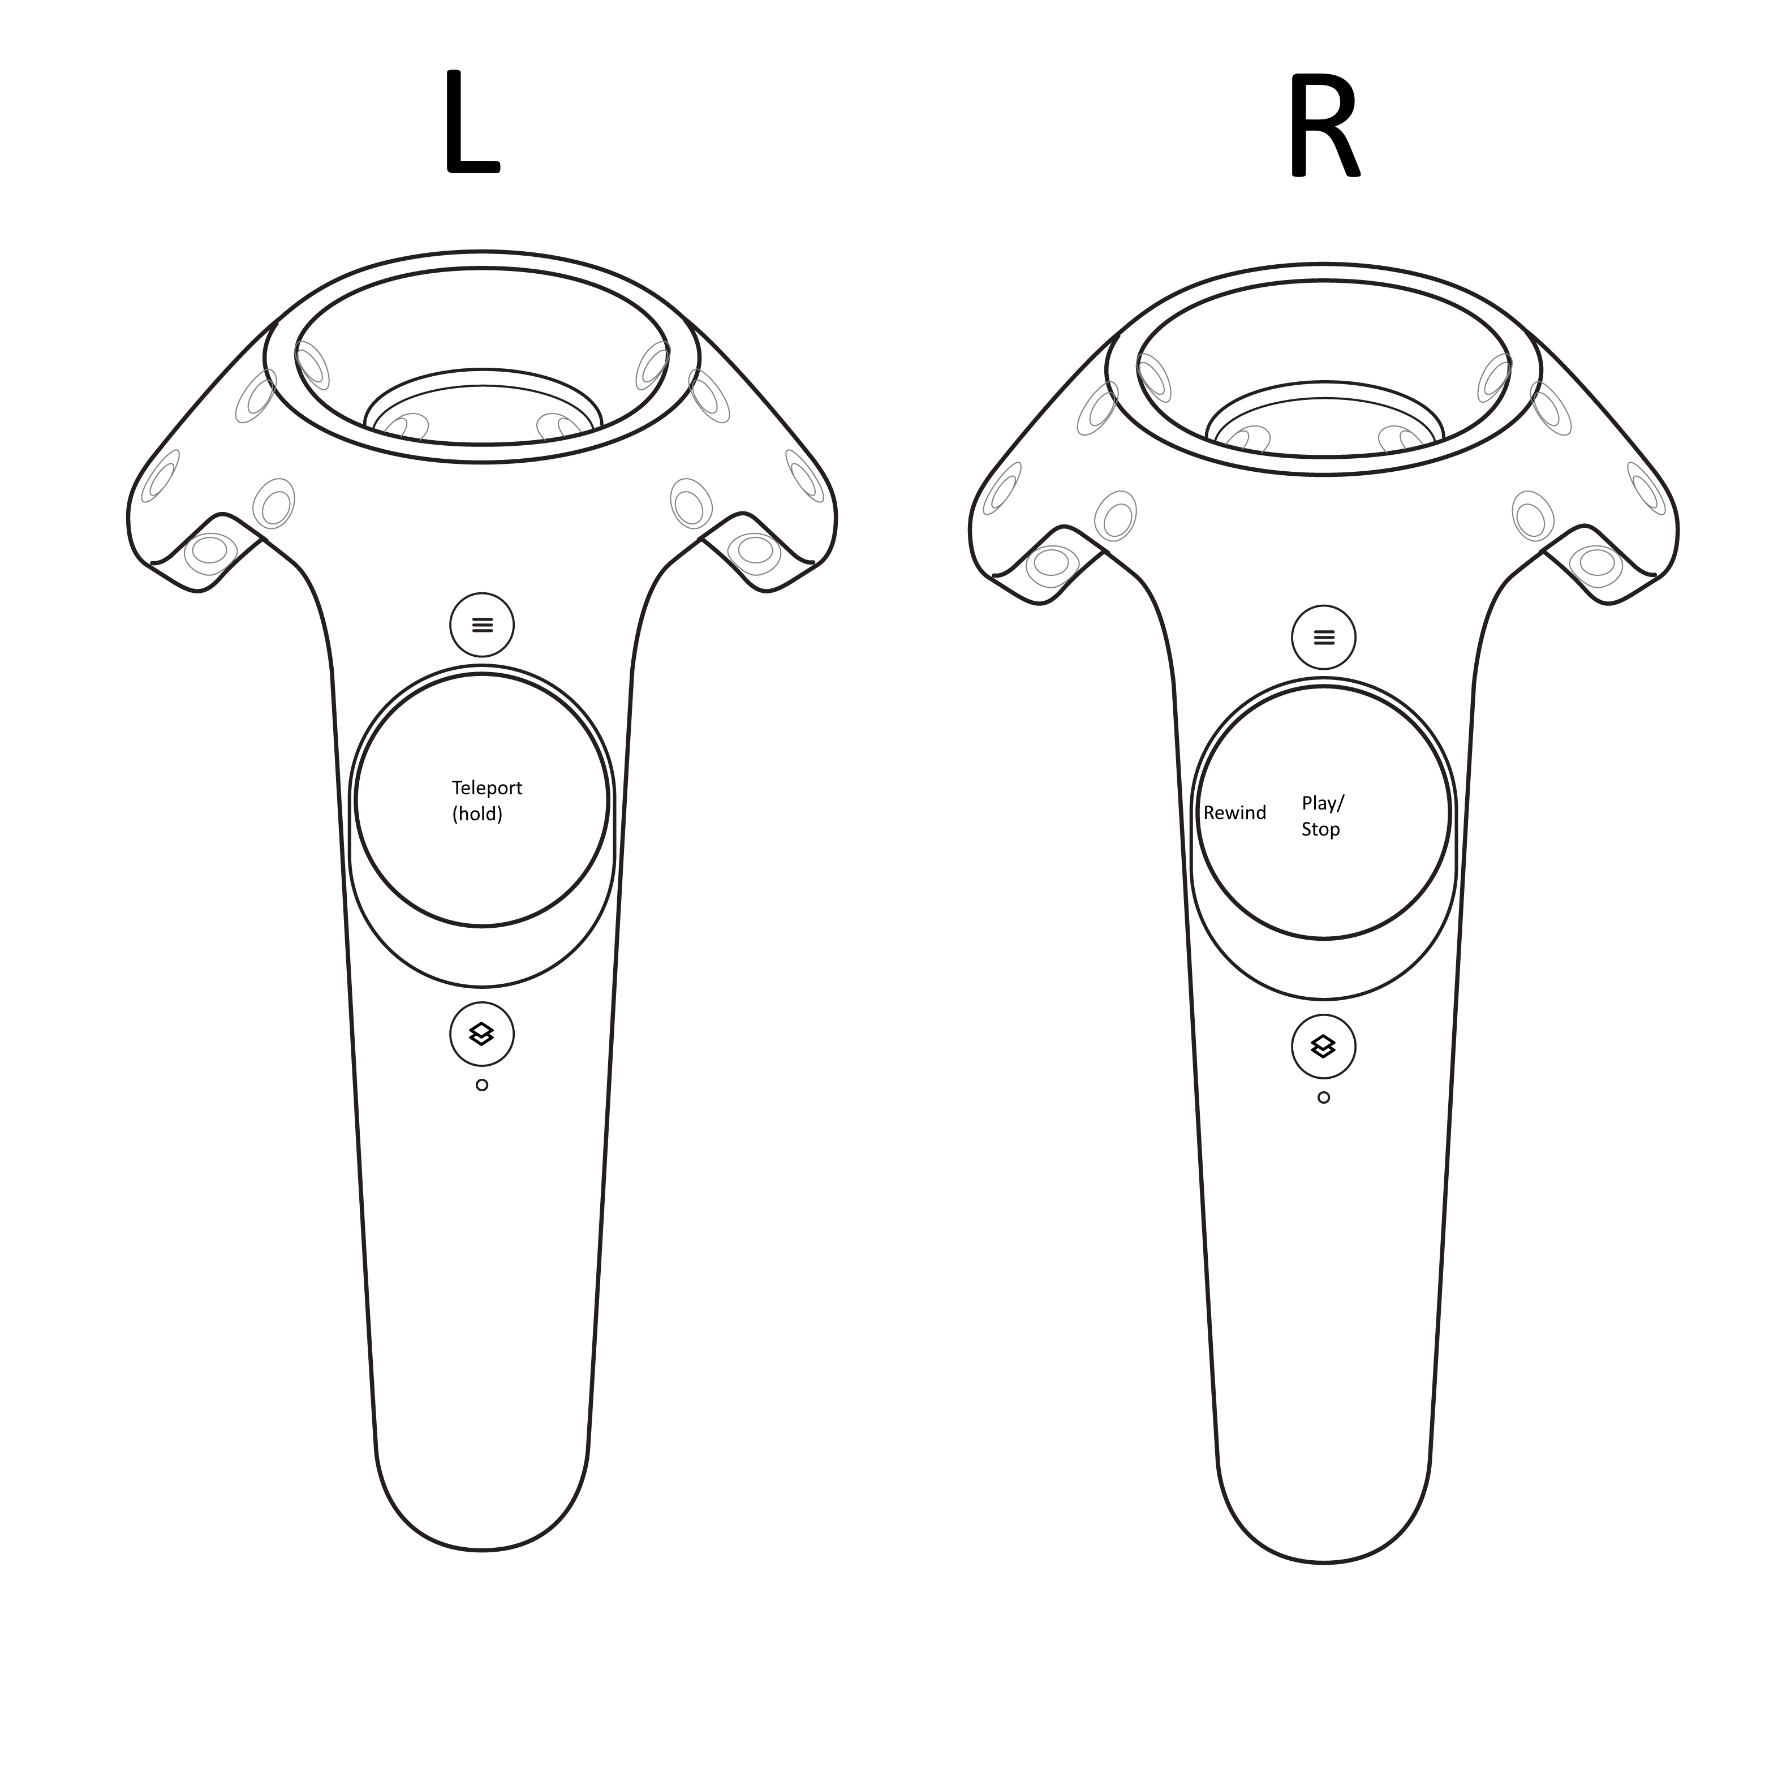 L
R
Teleport
(hold)
Rewind
Play/
Stop